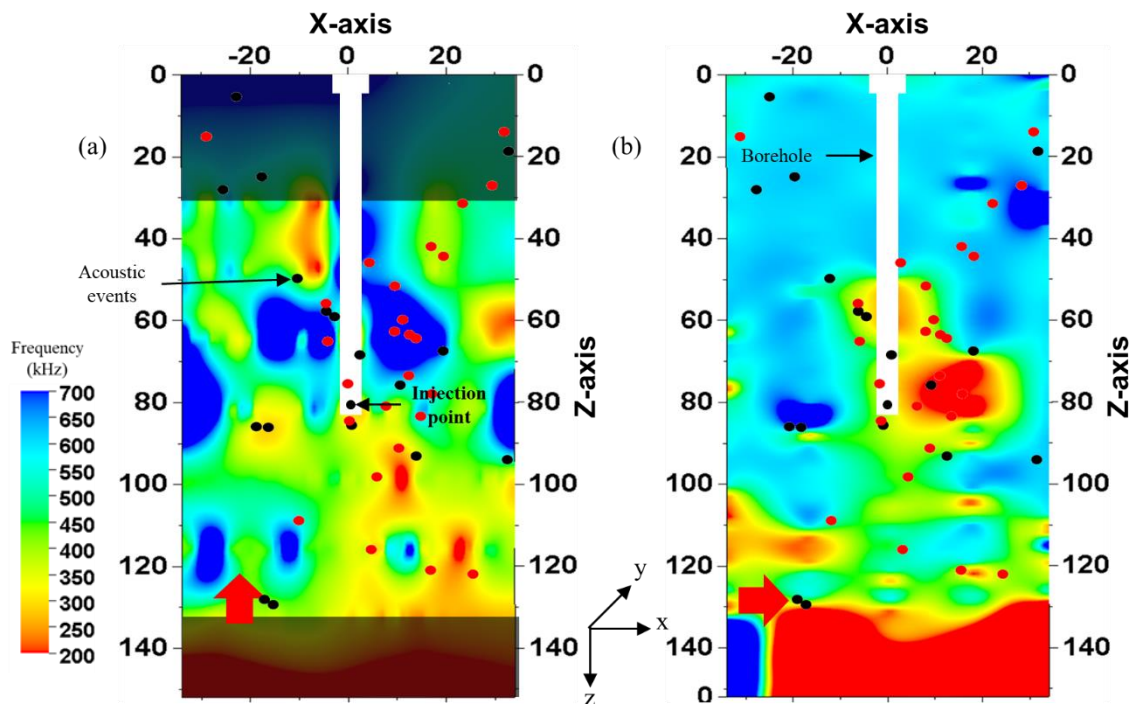 X-axis
X-axis
-20 0 20
-20 0 20
0 0
0 0
(a)
(b)
20 20
20 20
Borehole
40 40
40 40
Acoustic
events
60 60
60 60
Frequency
(kHz)
Z-axis
Z-axis
700
650
600
550
500
450
400
350
300
250
200
Injection
point
80 80
80 80
100 100
100 100
120 120
120 120
y
x
z
140 140
140 140
0